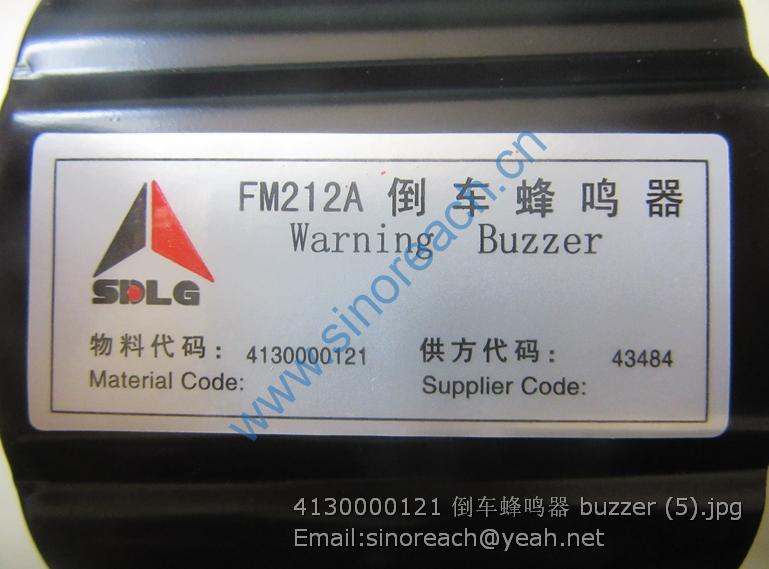 FM212A 倒车蜂鸣器
Warning Buzzer
SDLG
物料代码: 4130000121 供方代码: 43484
Material Code: Supplier Code:
www.sinoreach.cn
4130000121 倒车蜂鸣器 buzzer (5).jpg
Email:sinoreach@yeah.net